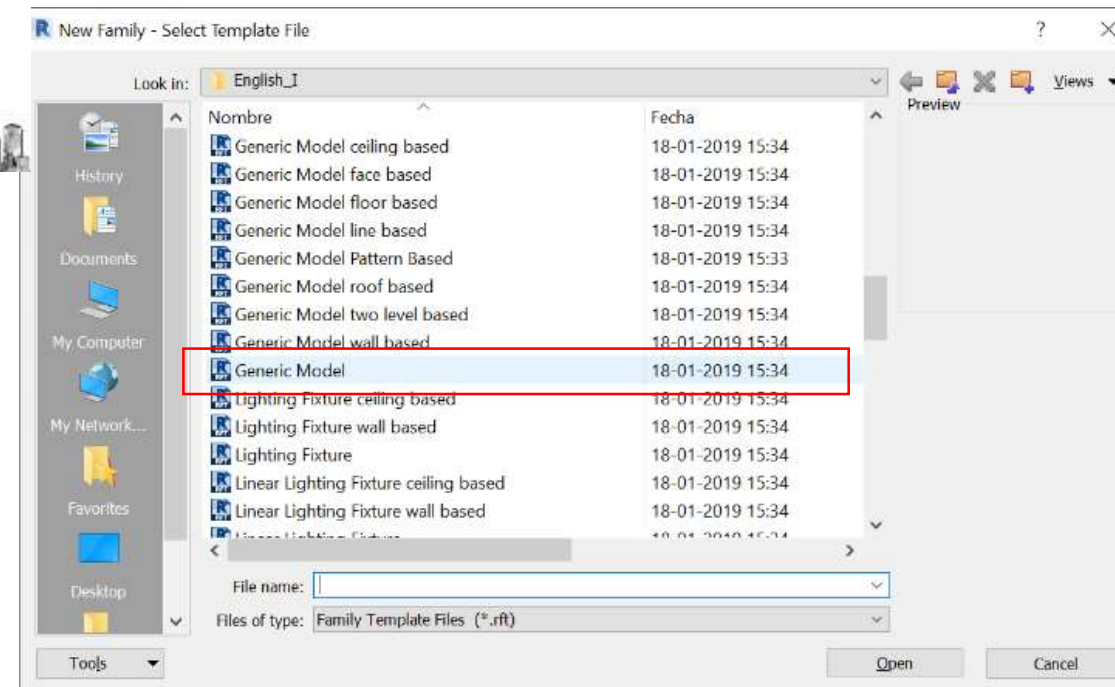 New Family - Select Template File
Look in: English_I
Views
Preview
Nombre Fecha
Generic Model ceiling based 18-01-2019 15:34
Generic Model face based 18-01-2019 15:34
Generic Model floor based 18-01-2019 15:34
Generic Model line based 18-01-2019 15:34
Generic Model Pattern Based 18-01-2019 15:33
Generic Model roof based 18-01-2019 15:34
Generic Model two level based 18-01-2019 15:34
Generic Model wall based 18-01-2019 15:34
Generic Model 18-01-2019 15:34
Lighting Fixture ceiling based 18-01-2019 15:34
Lighting Fixture wall based 18-01-2019 15:34
Lighting Fixture 18-01-2019 15:34
Linear Lighting Fixture ceiling based 18-01-2019 15:34
Linear Lighting Fixture wall based 18-01-2019 15:34
History
Documents
My Computer
My Network...
Favorites
Desktop
File name:
Files of type: Family Template Files (*.rft)
Tools
Open
Cancel